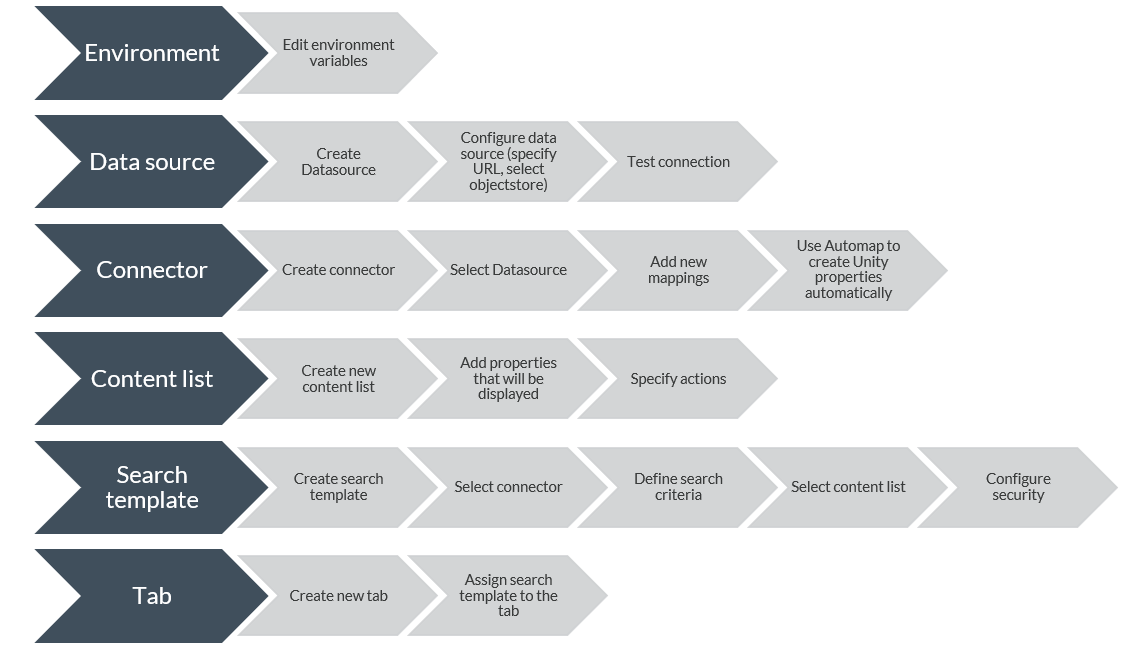 Environment
Edit environment
variables
Data source
Create
Datasource
Configure data
source (specify
URL, select
objectstore)
Test connection
Connector
Create connector
Select Datasource
Add new
mappings
Use Automap to
create Unity
properties
automatically
Content list
Create new
content list
Add properties
that will be
displayed
Specify actions
Search
template
Create search
template
Select connector
Define search
criteria
Select content list
Configure
security
Tab
Create new tab
Assign search
template to the
tab